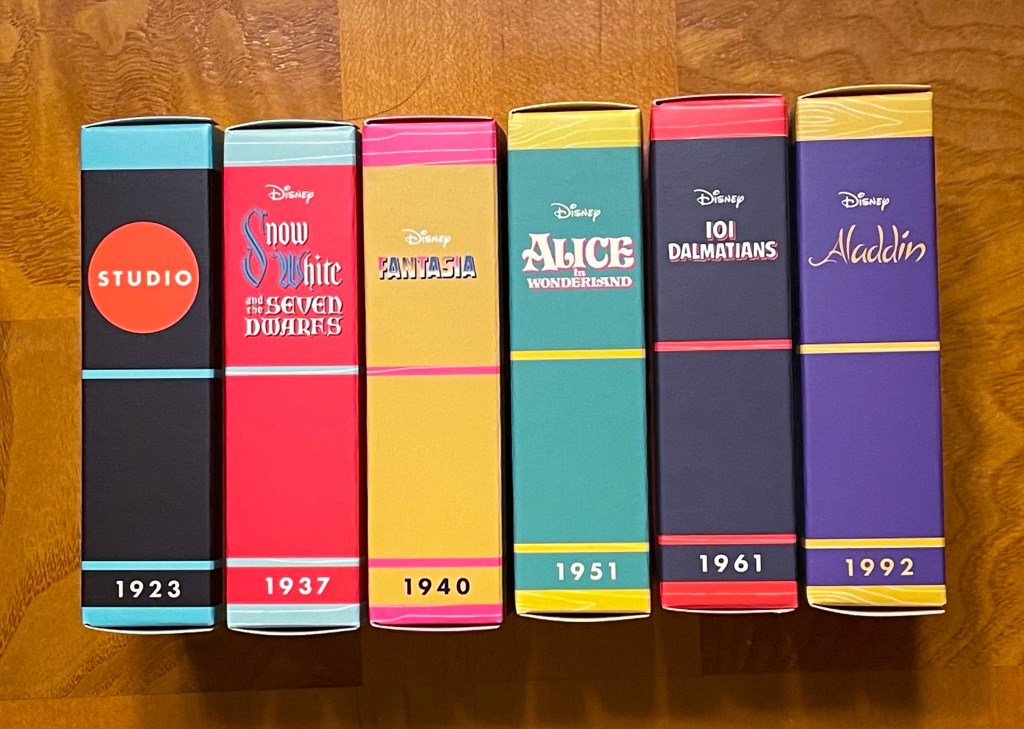 STUDIO
1923
Disney
Snow
White
and
the SEVEN
DWARFS
1937
Disney
FANTASIA
1940
Disney
ALICE
in
WONDERLAND
1951
Disney
101
DALMATIANS
1961
Disney
Aladdin
1992